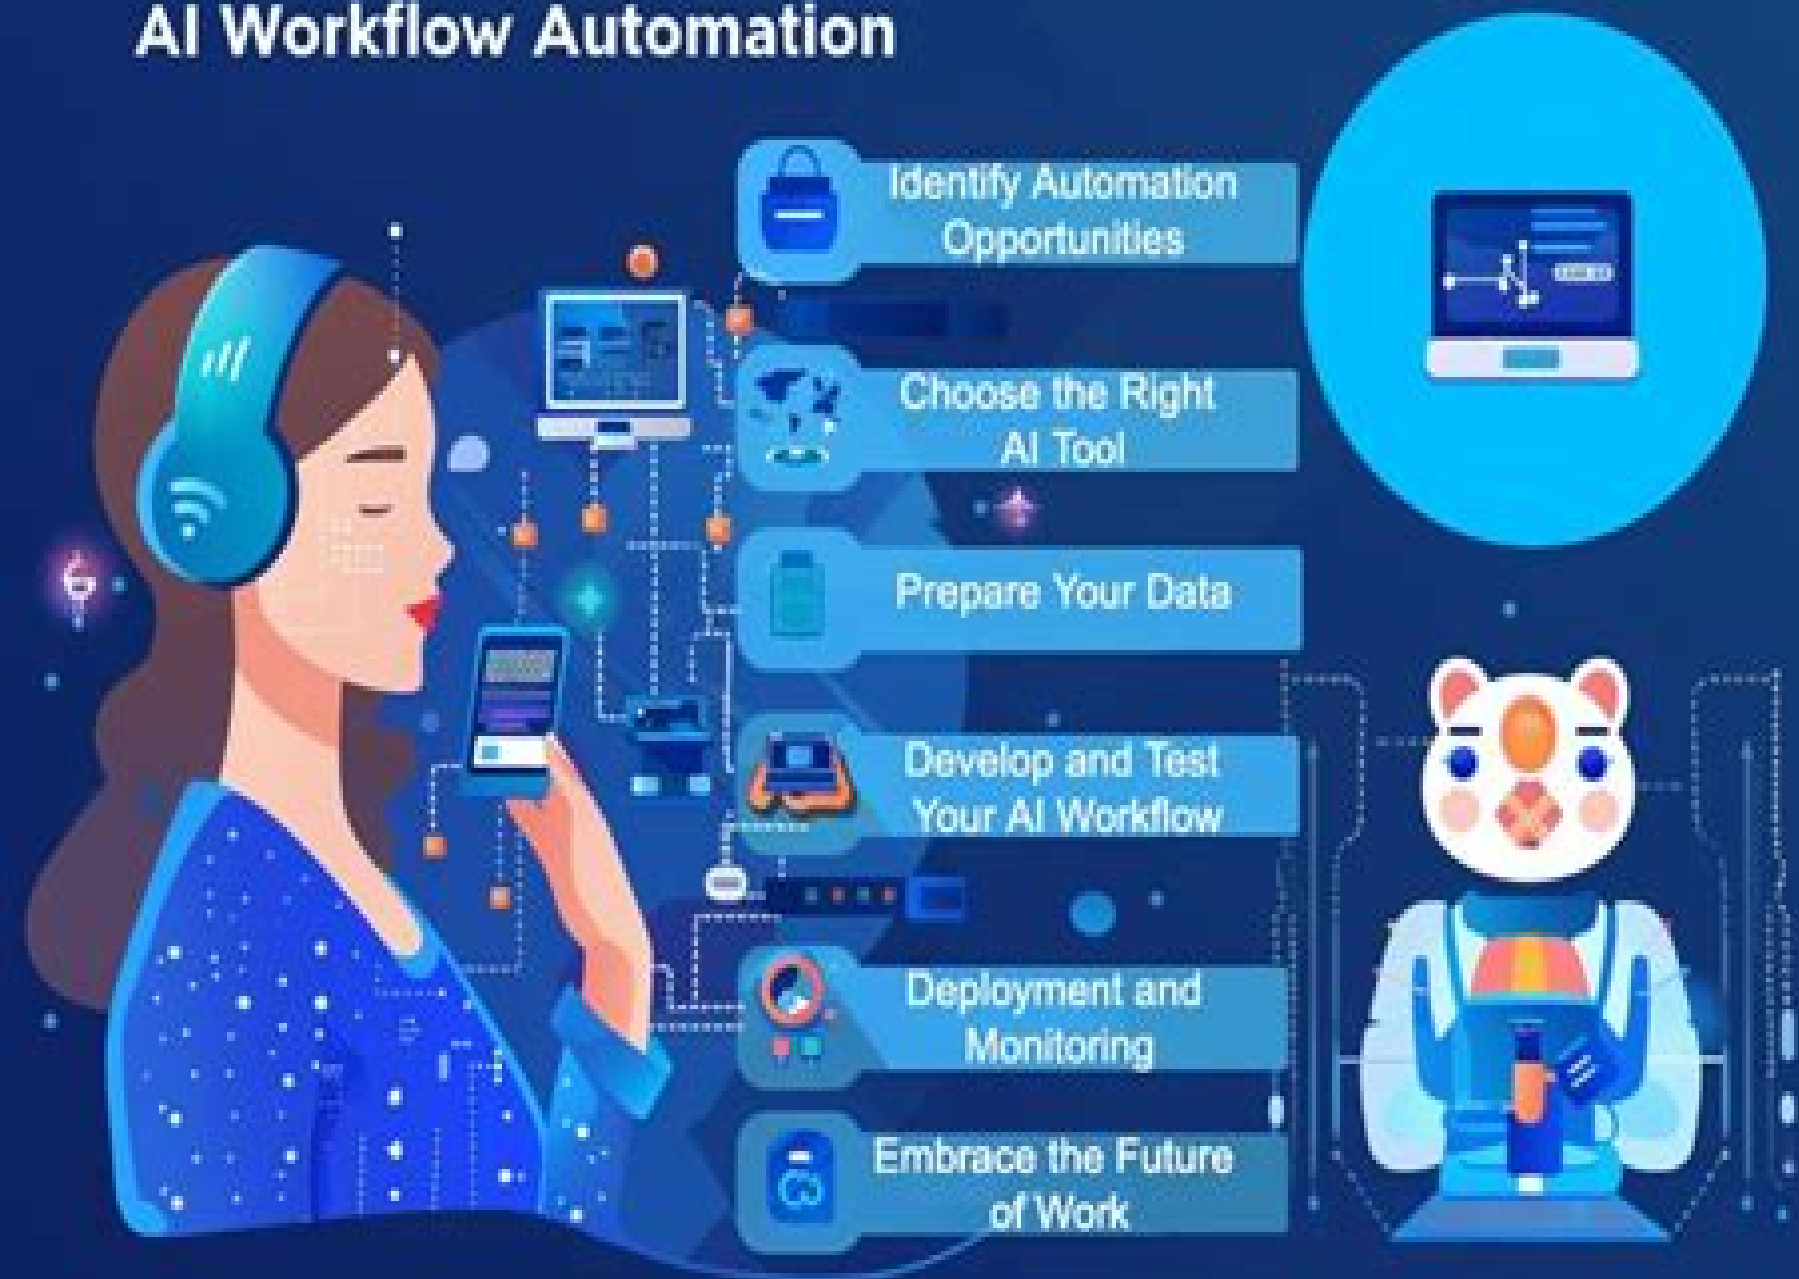 AI Workflow Automation
Identify Automation
Opportunities
Choose the Right
AI Tool
Prepare Your Data
Develop and Test
Your AI Workflow
Deployment and
Monitoring
Embrace the Future
of Work